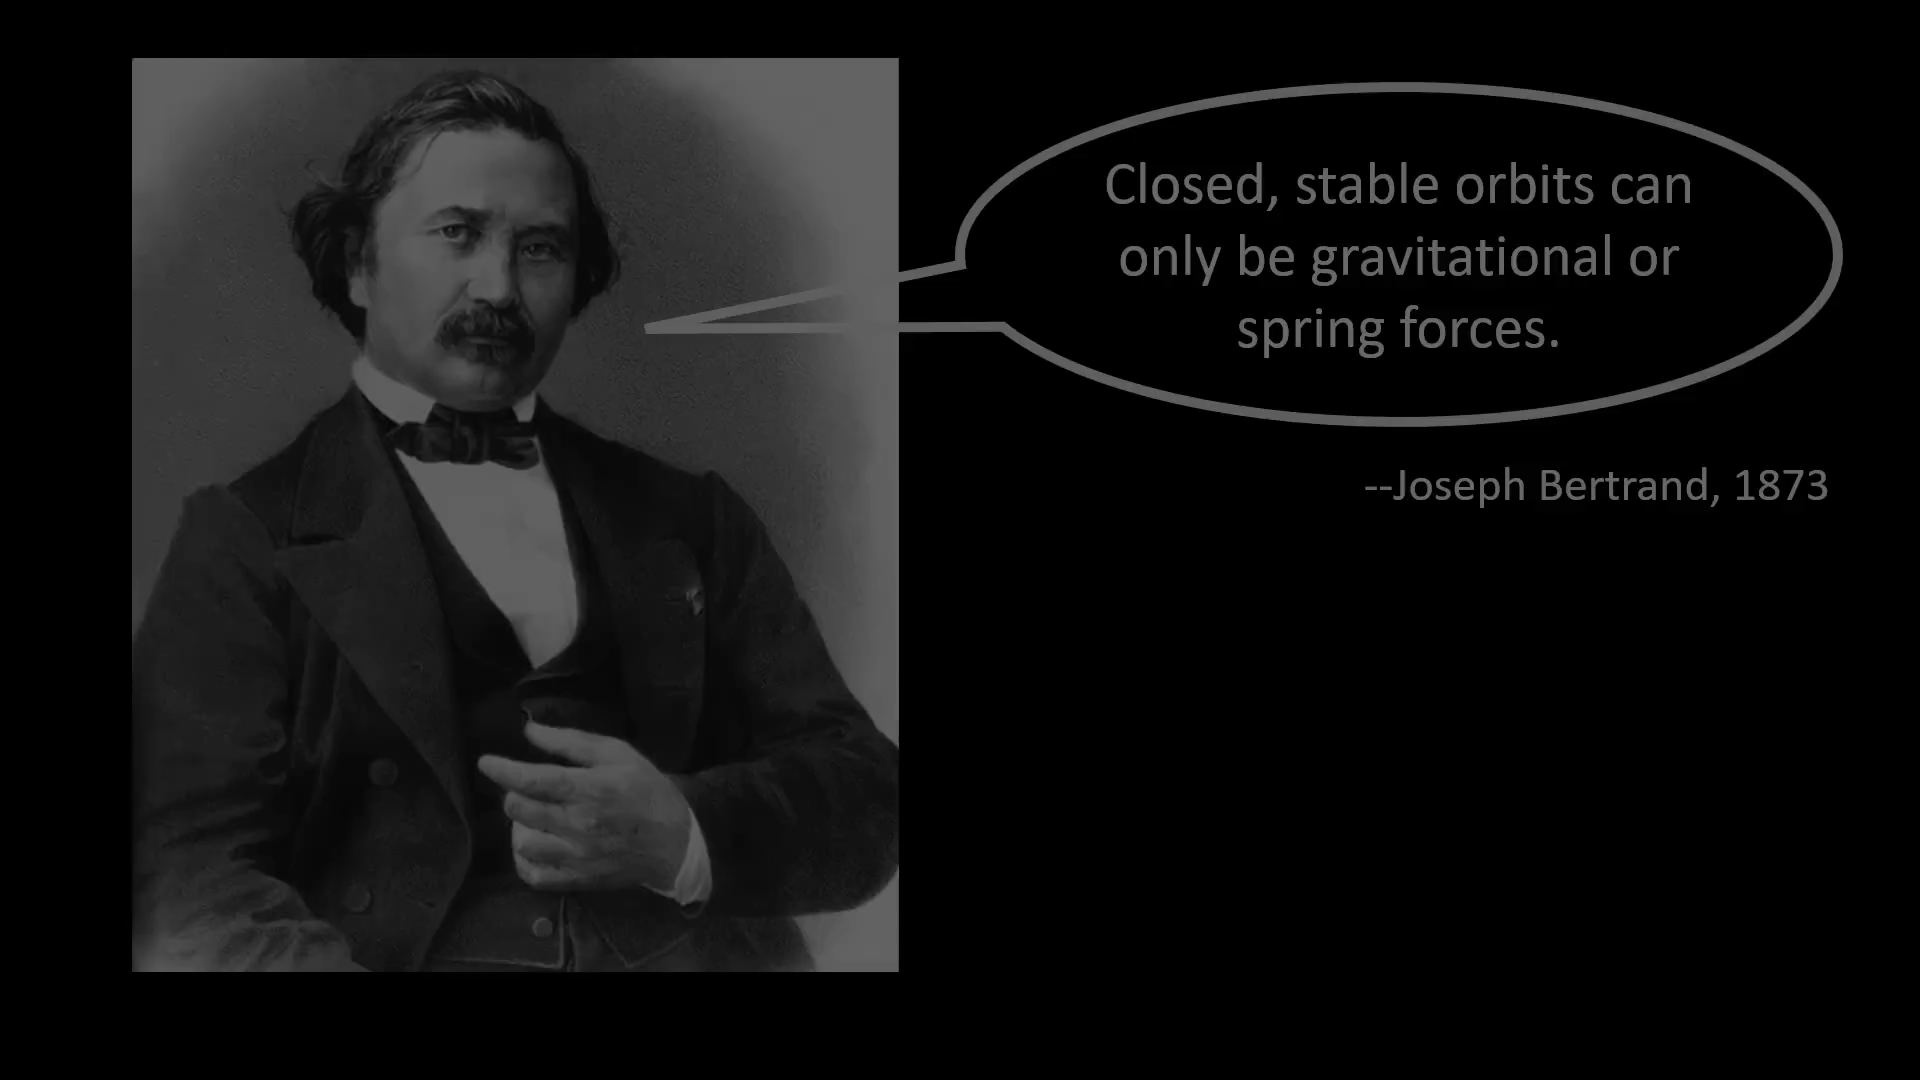 Closed, stable orbits can
only be gravitational or
spring forces.
--Joseph Bertrand, 1873